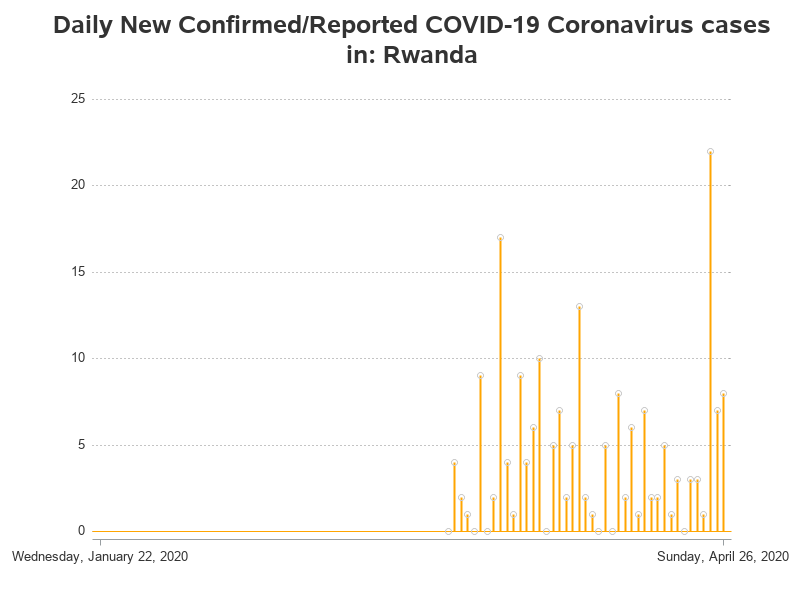 Daily New Confirmed/Reported COVID-19 Coronavirus cases
in: Rwanda
25
20
15
10
5
0
Wednesday, January 22, 2020
Sunday, April 26, 2020